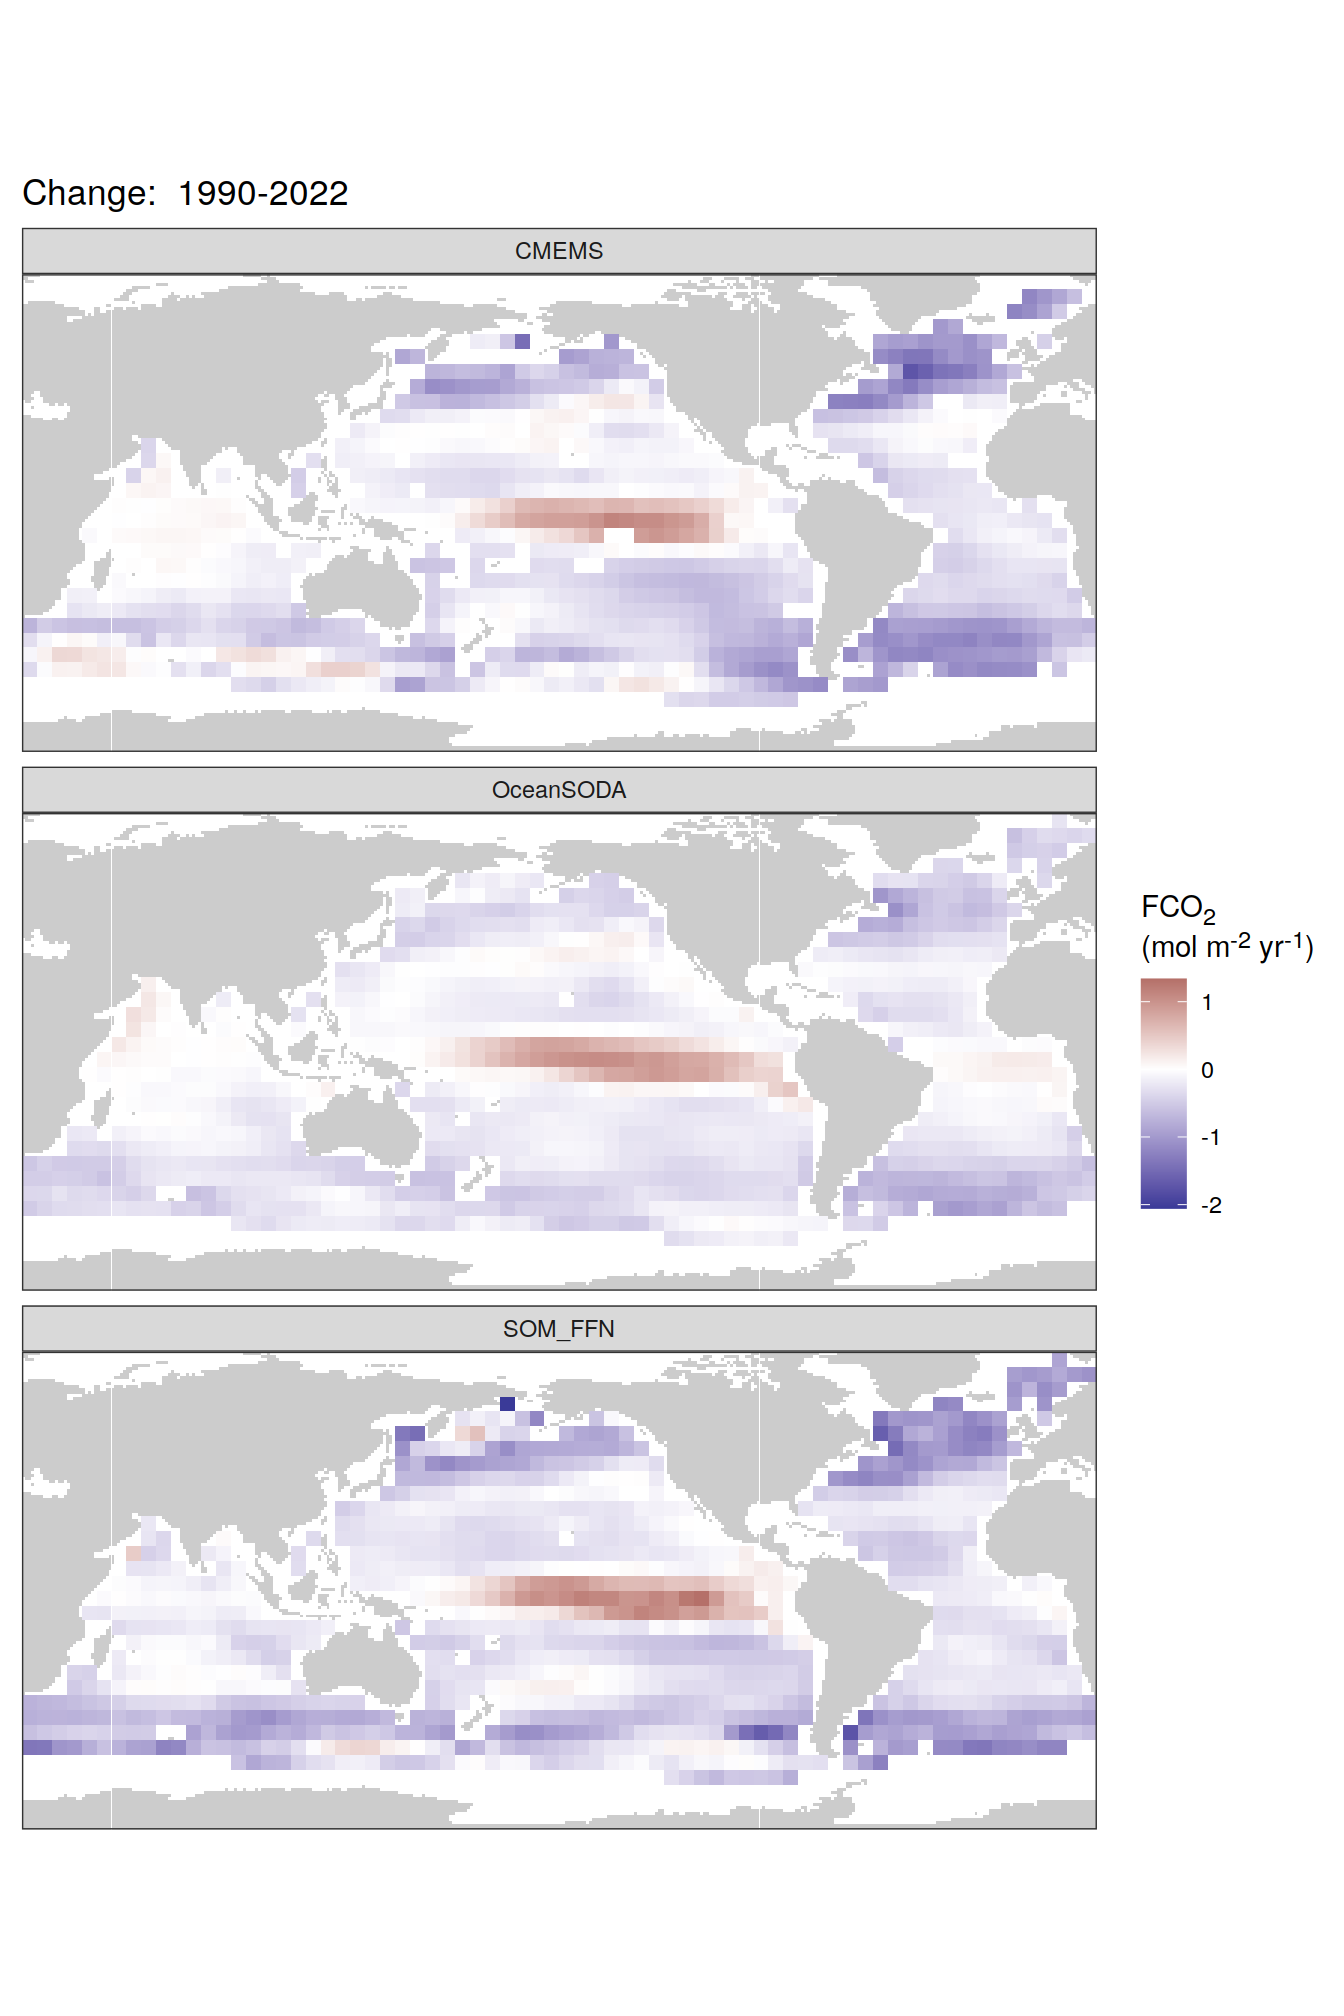 Change:  1990-2022
CMEMS
OceanSODA
FCO₂
(mol m⁻² yr⁻¹)
1
0
-1
-2
SOM_FFN